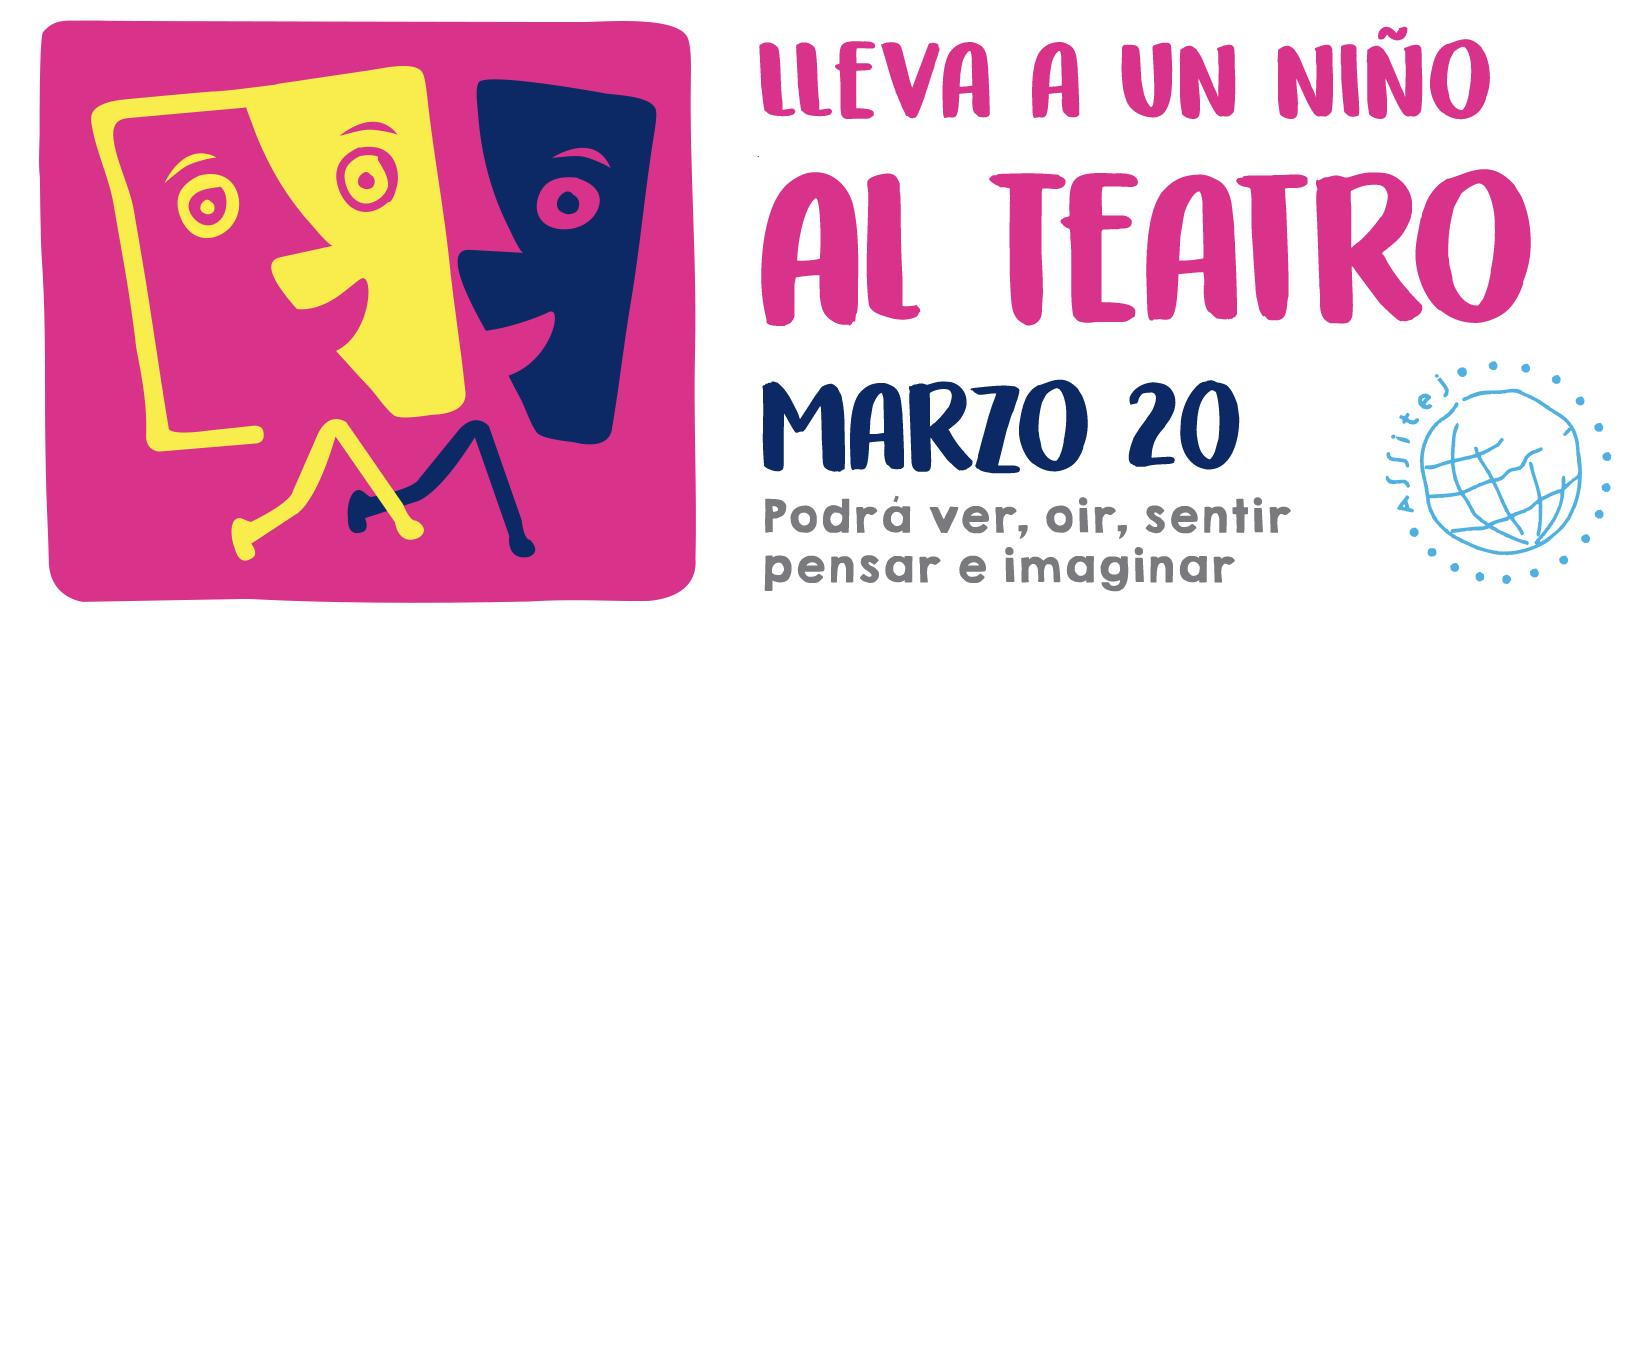 LLEVA A UN NIÑO
AL TEATRO
MARZO 20
Podrá ver, oir, sentir
pensar e imaginar
Assitej